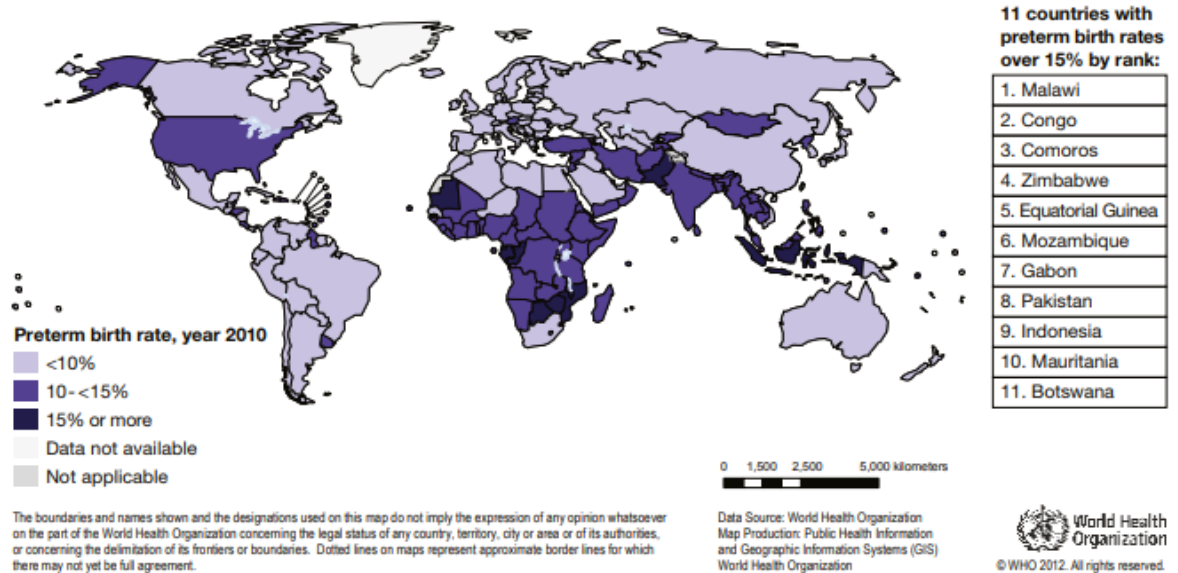 11 countries with
preterm birth rates
over 15% by rank:
1. Malawi
2. Congo
3. Comoros
4. Zimbabwe
5. Equatorial Guinea
6. Mozambique
7. Gabon
8. Pakistan
9. Indonesia
10. Mauritania
11. Botswana
Preterm birth rate, year 2010
<10%
10-<15%
15% or more
Data not available
Not applicable
0 1,500 2,500 5,000 kilometers
The boundaries and names shown and the designations used on this map do not imply the expression of any opinion whatsoever
on the part of the World Health Organization concerning the legal status of any country, territory, city or area or of its authorities,
or concerning the delimitation of its frontiers or boundaries. Dotted lines on maps represent approximate border lines for which
there may not yet be full agreement.
Data Source: World Health Organization
Map Production: Public Health Information
and Geographic Information Systems (GIS)
World Health Organization
World Health
Organization
© WHO 2012. All rights reserved.